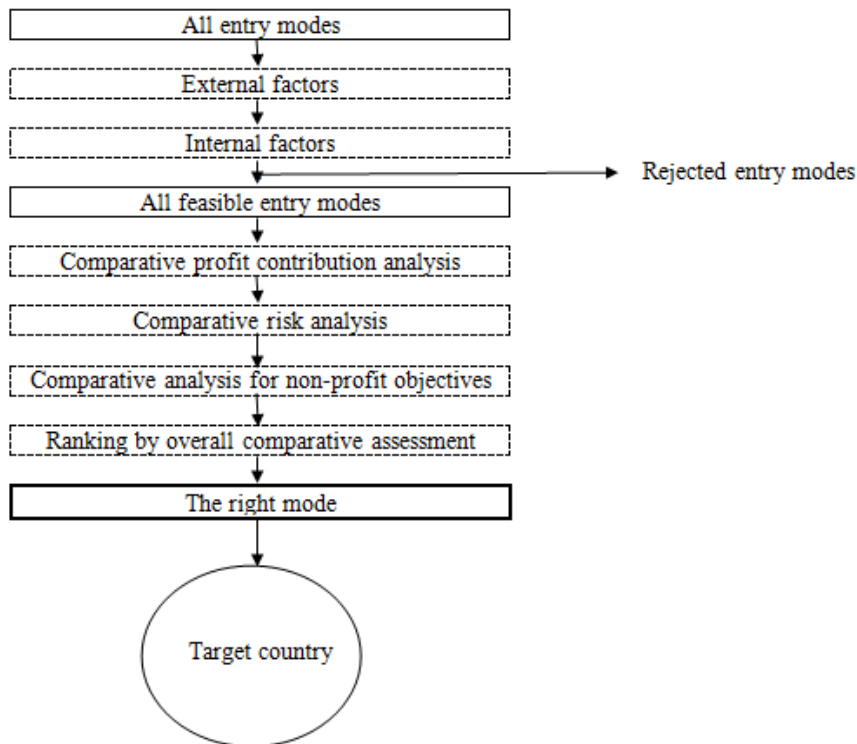 All entry modes
External factors
Internal factors
Rejected entry modes
All feasible entry modes
Comparative profit contribution analysis
Comparative risk analysis
Comparative analysis for non-profit objectives
Ranking by overall comparative assessment
The right mode
Target country